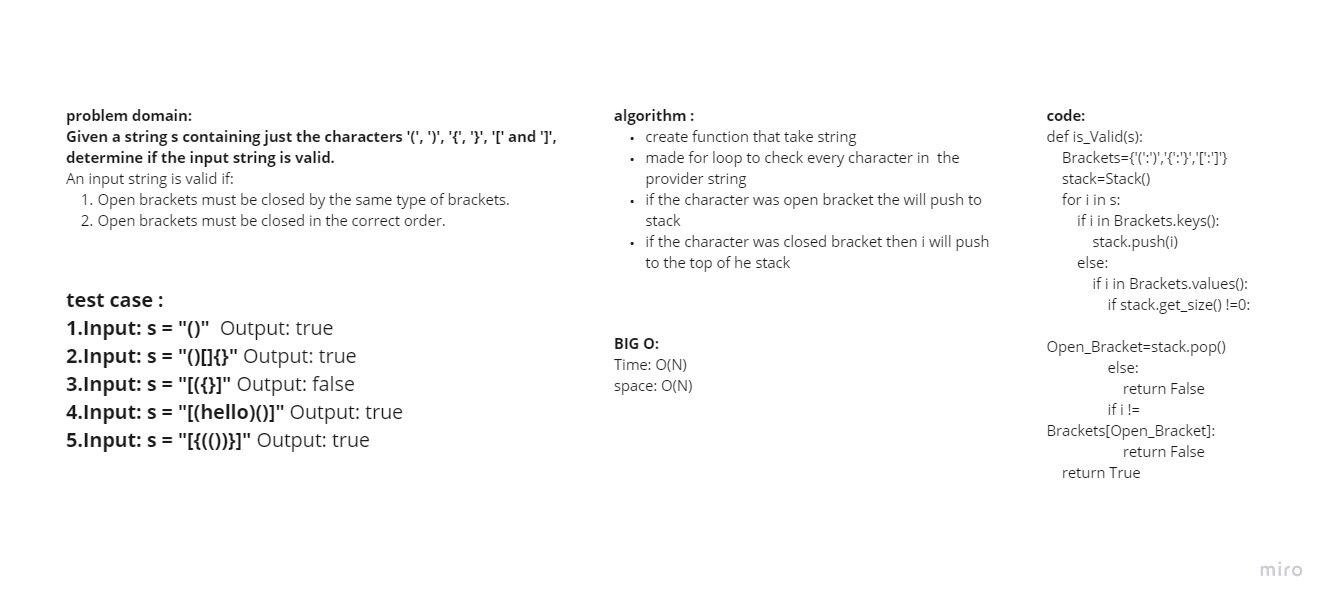 problem domain:
Given a string s containing just the characters '(', ')', '{', '}', '[' and ']',
determine if the input string is valid.
An input string is valid if:
1. Open brackets must be closed by the same type of brackets.
2. Open brackets must be closed in the correct order.
test case :
1.Input: s = "()"  Output: true
2.Input: s = "()[]{}" Output: true
3.Input: s = "[({}]" Output: false
4.Input: s = "[(hello)()]" Output: true
5.Input: s = "[{(())}]" Output: true
algorithm :
• create function that take string
• made for loop to check every character in  the
provider string
• if the character was open bracket the will push to
stack
• if the character was closed bracket then i will push
to the top of he stack
BIG O:
Time: O(N)
space: O(N)
code:
def is_Valid(s):
    Brackets={'(':')','{':'}','[':']'}
    stack=Stack()
    for i in s:
        if i in Brackets.keys():
            stack.push(i)
        else:
            if i in Brackets.values():
                if stack.get_size() !=0:
Open_Bracket=stack.pop()
                else:
                    return False
                if i !=
Brackets[Open_Bracket]:
                    return False
    return True
miro